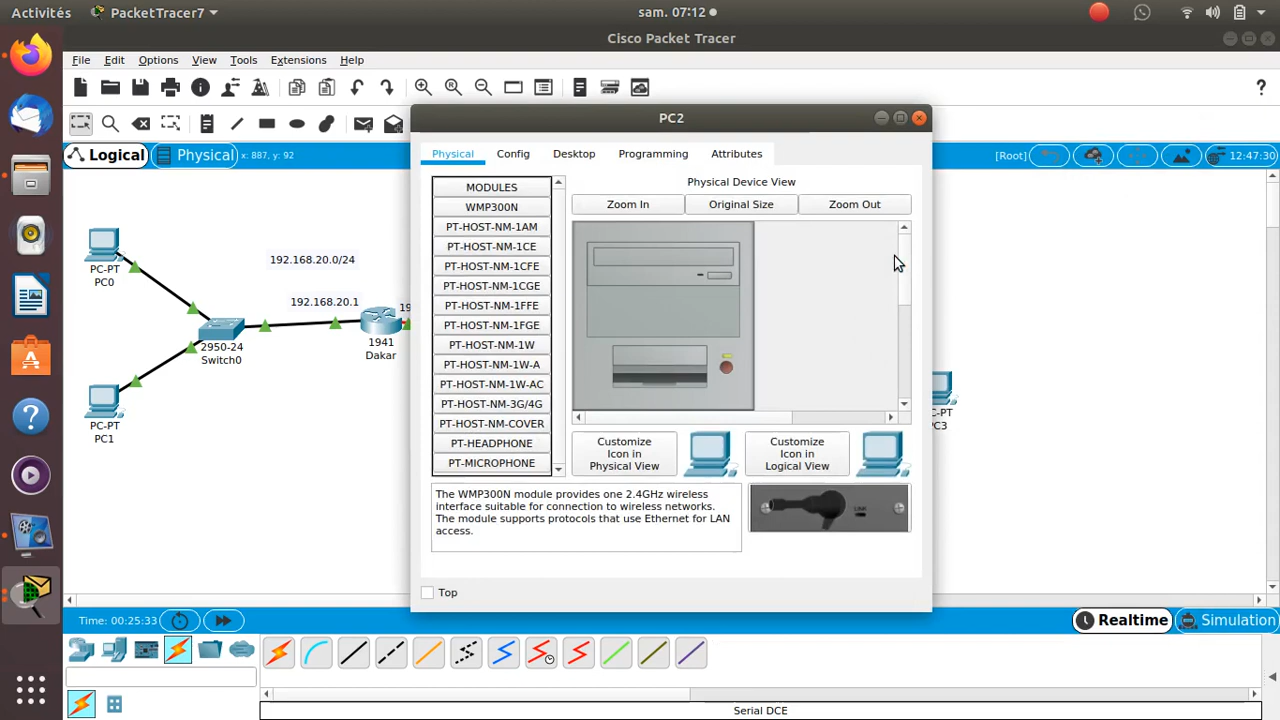 Activités
PacketTracer7
sam. 07:12
Cisco Packet Tracer
File Edit Options View Tools Extensions Help
?
PC2
Logical
Physical
x: 887, y: 92
[Root]
12:47:30
Physical Config Desktop Programming Attributes
MODULES
WMP300N
PT-HOST-NM-1AM
PT-HOST-NM-1CE
PT-HOST-NM-1CFE
PT-HOST-NM-1CGE
PT-HOST-NM-1FFE
PT-HOST-NM-1FGE
PT-HOST-NM-1W
PT-HOST-NM-1W-A
PT-HOST-NM-1W-AC
PT-HOST-NM-3G/4G
PT-HOST-NM-COVER
PT-HEADPHONE
PT-MICROPHONE
Physical Device View
Zoom In
Original Size
Zoom Out
Customize
Icon in
Physical View
Customize
Icon in
Logical View
The WMP300N module provides one 2.4GHz wireless
interface suitable for connection to wireless networks.
The module supports protocols that use Ethernet for LAN
access.
Top
PC-PT
PC0
192.168.20.0/24
192.168.20.1
19
2950-24
Switch0
1941
Dakar
PC-PT
PC1
PC-PT
PC3
Time: 00:25:33
Realtime
Simulation
Serial DCE